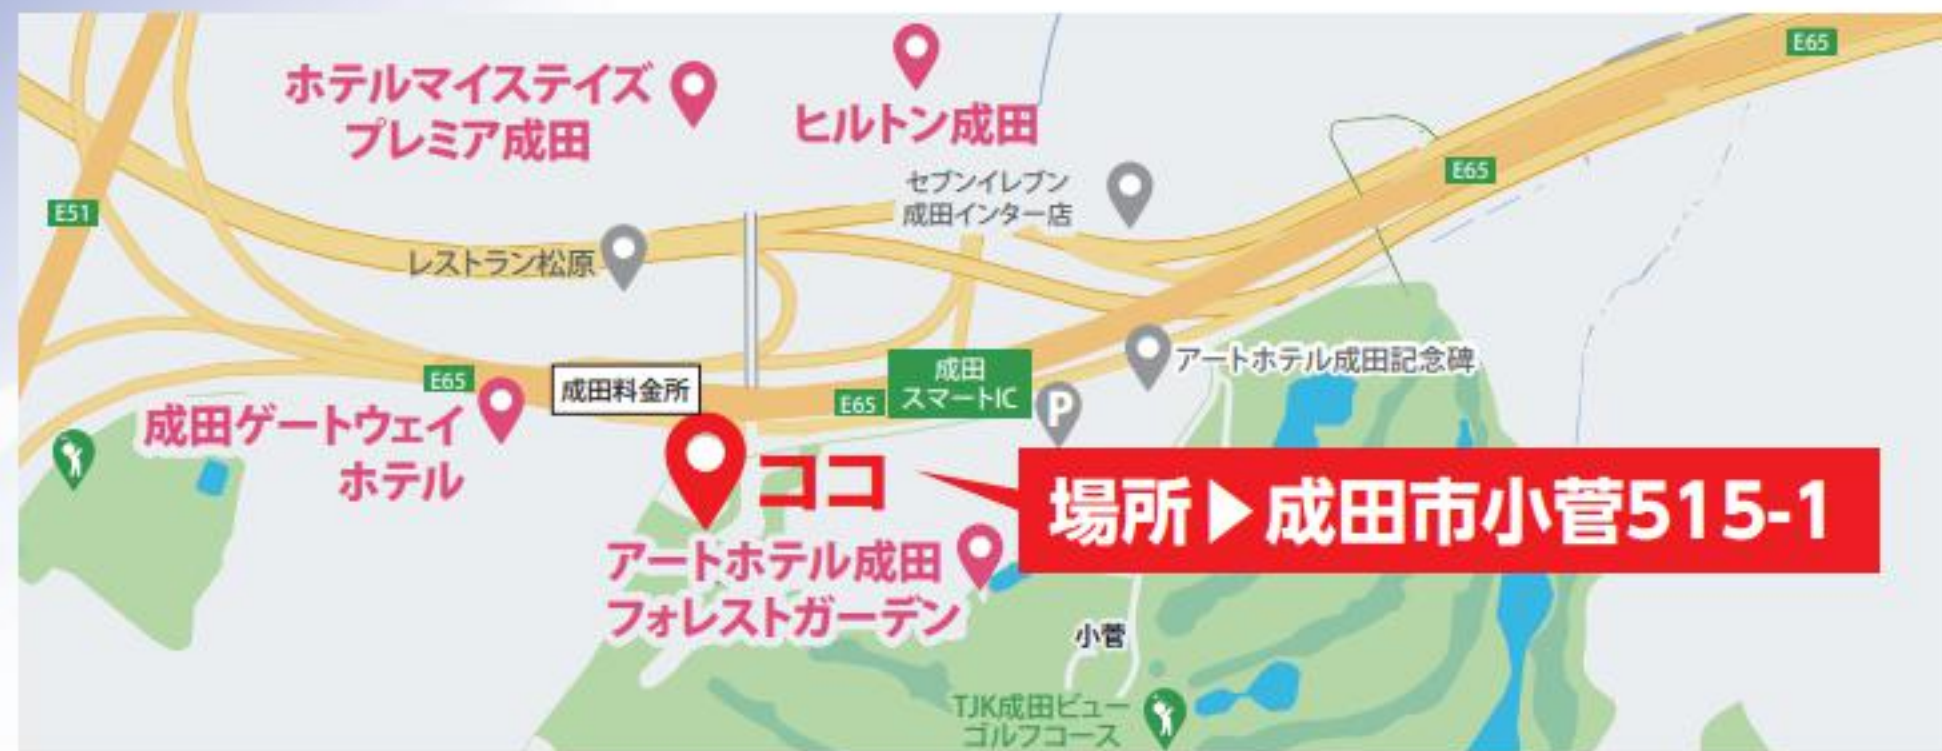 E65
ホテルマイステイズ
プレミア成田
ヒルトン成田
E65
セブンイレブン
成田インター店
E51
レストラン松原
アートホテル成田記念碑
E65
成田料金所
E65
成田
スマートIC
P
成田ゲートウェイ
ホテル
ココ
場所▶成田市小菅515-1
アートホテル成田
フォレストガーデン
小菅
TJK成田ビュー
ゴルフコース